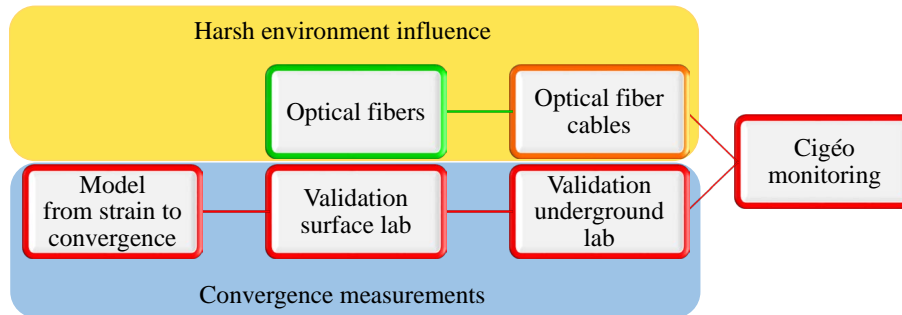 Harsh environment influence
Optical fibers
Optical fiber
cables
Cigéo
monitoring
Model
from strain to
convergence
Validation
surface lab
Validation
underground
lab
Convergence measurements